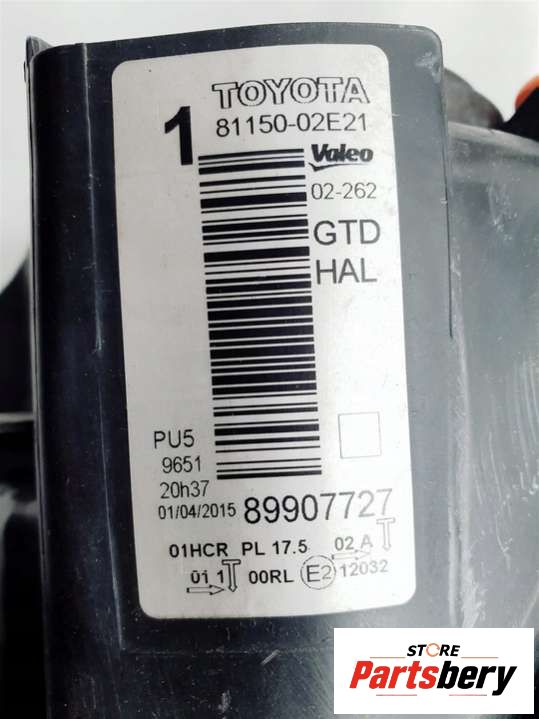 TOYOTA
1 81150-02E21
Valeo
02-262
GTD
HAL
PU5
9651
20h37
01/04/2015 89907727
01HCR PL 17.5 02 A
01 1 00RL E2 12032
STORE
Partsbery